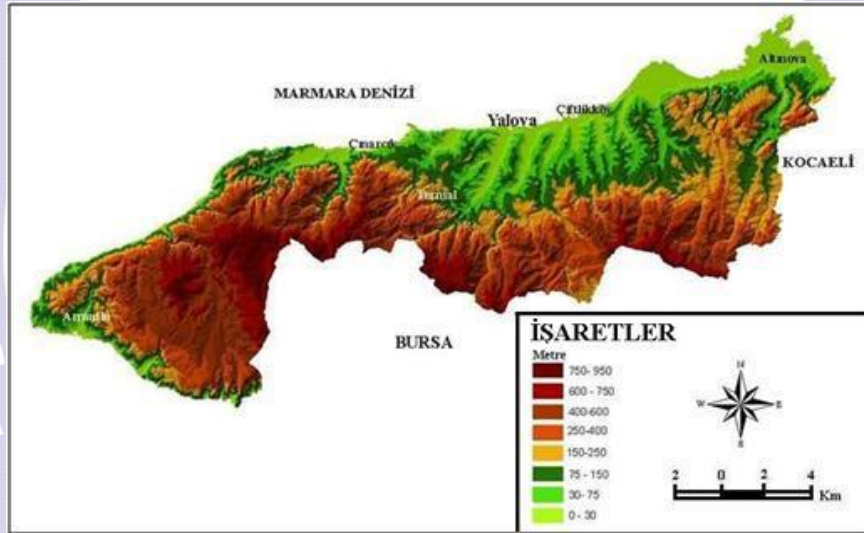 Altınova
MARMARA DENİZİ
Çiftlikköy
Yalova
Çınarcık
KOCAELİ
Termal
Armutlu
BURSA
İŞARETLER
Metre
750- 950
600 - 750
400-600
250-400
150-250
75 - 150
30- 75
0 - 30
N
W E
S
2 0 2 4
Km